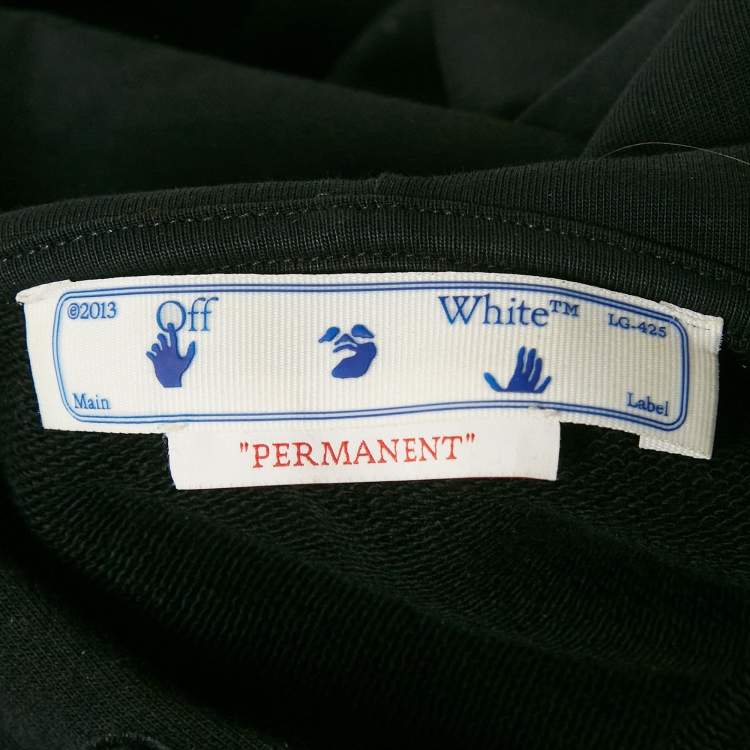 ©2013 Off White™ LG-425
Main Label
"PERMANENT"